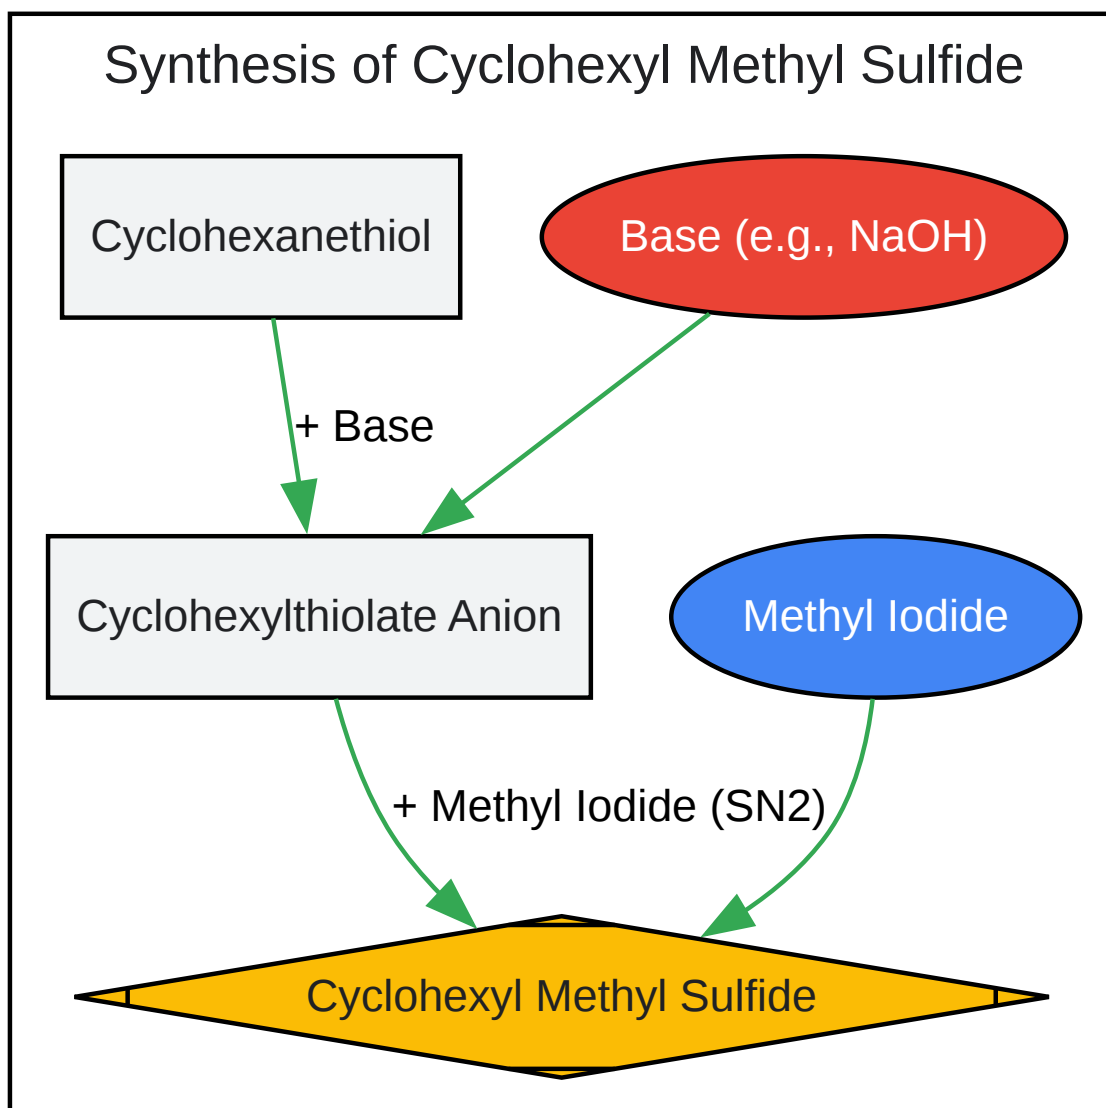 Synthesis of Cyclohexyl Methyl Sulfide
Cyclohexanethiol
Base (e.g., NaOH)
+ Base
Cyclohexylthiolate Anion
Methyl Iodide
+ Methyl Iodide (SN2)
Cyclohexyl Methyl Sulfide